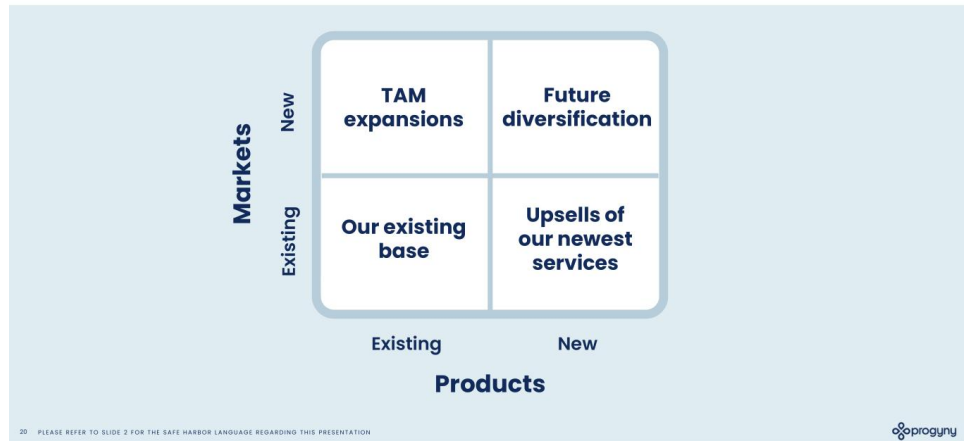 Markets
New
Existing
TAM
expansions
Future
diversification
Our existing
base
Upsells of
our newest
services
Existing
New
Products
20 PLEASE REFER TO SLIDE 2 FOR THE SAFE HARBOR LANGUAGE REGARDING THIS PRESENTATION
progyny